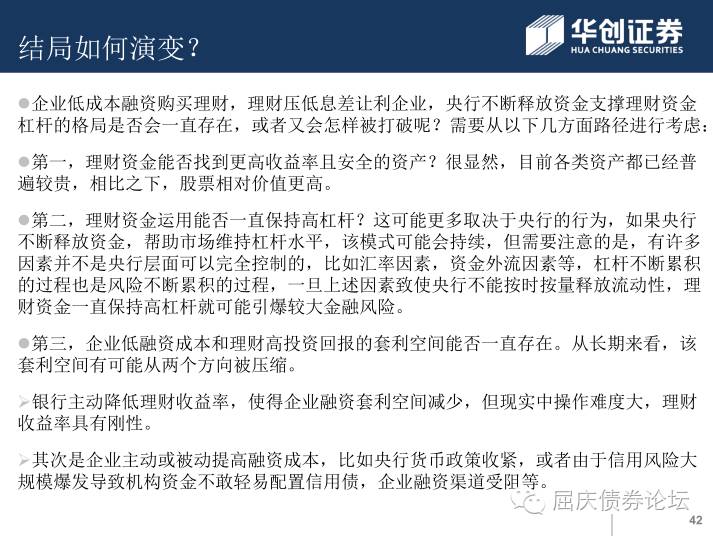 结局如何演变？
华创证券
HUA CHUANG SECURITIES
●企业低成本融资购买理财，理财压低息差让利企业，央行不断释放资金支撑理财资金
杠杆的格局是否会一直存在，或者又会怎样被打破呢？需要从以下几方面路径进行考虑：
●第一，理财资金能否找到更高收益率且安全的资产？很显然，目前各类资产都已经普
遍较贵，相比之下，股票相对价值更高。
●第二，理财资金运用能否一直保持高杠杆？这可能更多取决于央行的行为，如果央行
不断释放资金，帮助市场维持杠杆水平，该模式可能会持续，但需要注意的是，有许多
因素并不是央行层面可以完全控制的，比如汇率因素，资金外流因素等，杠杆不断累积
的过程也是风险不断累积的过程，一旦上述因素致使央行不能按时按量释放流动性，理
财资金一直保持高杠杆就可能引爆较大金融风险。
●第三，企业低融资成本和理财高投资回报的套利空间能否一直存在。从长期来看，该
套利空间有可能从两个方向被压缩。
➢银行主动降低理财收益率，使得企业融资套利空间减少，但现实中操作难度大，理财
收益率具有刚性。
➢其次是企业主动或被动提高融资成本，比如央行货币政策收紧，或者由于信用风险大
规模爆发导致机构资金不敢轻易配置信用债，企业融资渠道受阻等。
屈庆债券论坛
42